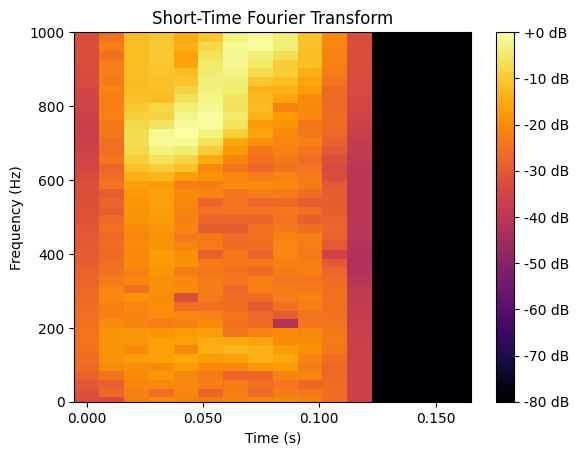 Short-Time Fourier Transform
Frequency (Hz)
1000
800
600
400
200
0
0.000
0.050
0.100
0.150
Time (s)
+0 dB
-10 dB
-20 dB
-30 dB
-40 dB
-50 dB
-60 dB
-70 dB
-80 dB